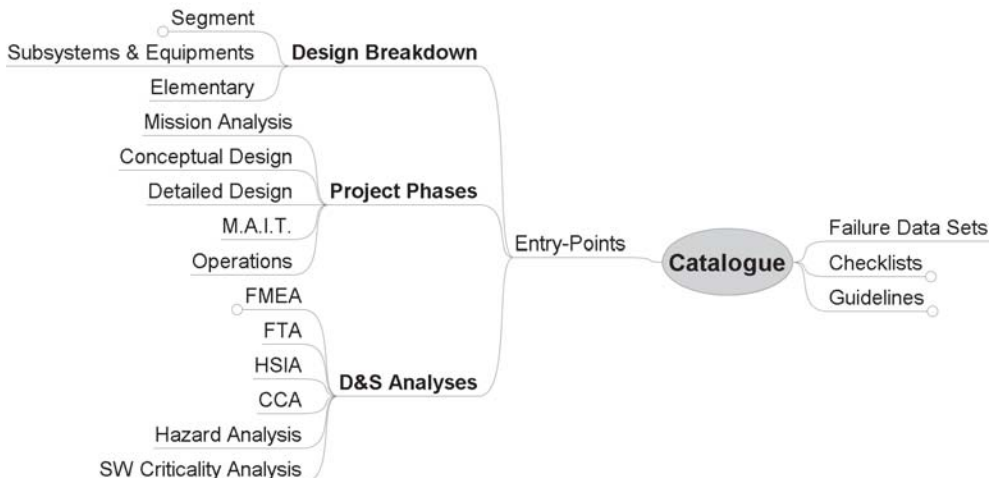 Segment
Subsystems & Equipments
Elementary
Design Breakdown
Mission Analysis
Conceptual Design
Detailed Design
M.A.I.T.
Operations
Project Phases
FMEA
FTA
HSIA
CCA
Hazard Analysis
SW Criticality Analysis
D&S Analyses
Entry-Points
Catalogue
Failure Data Sets
Checklists
Guidelines